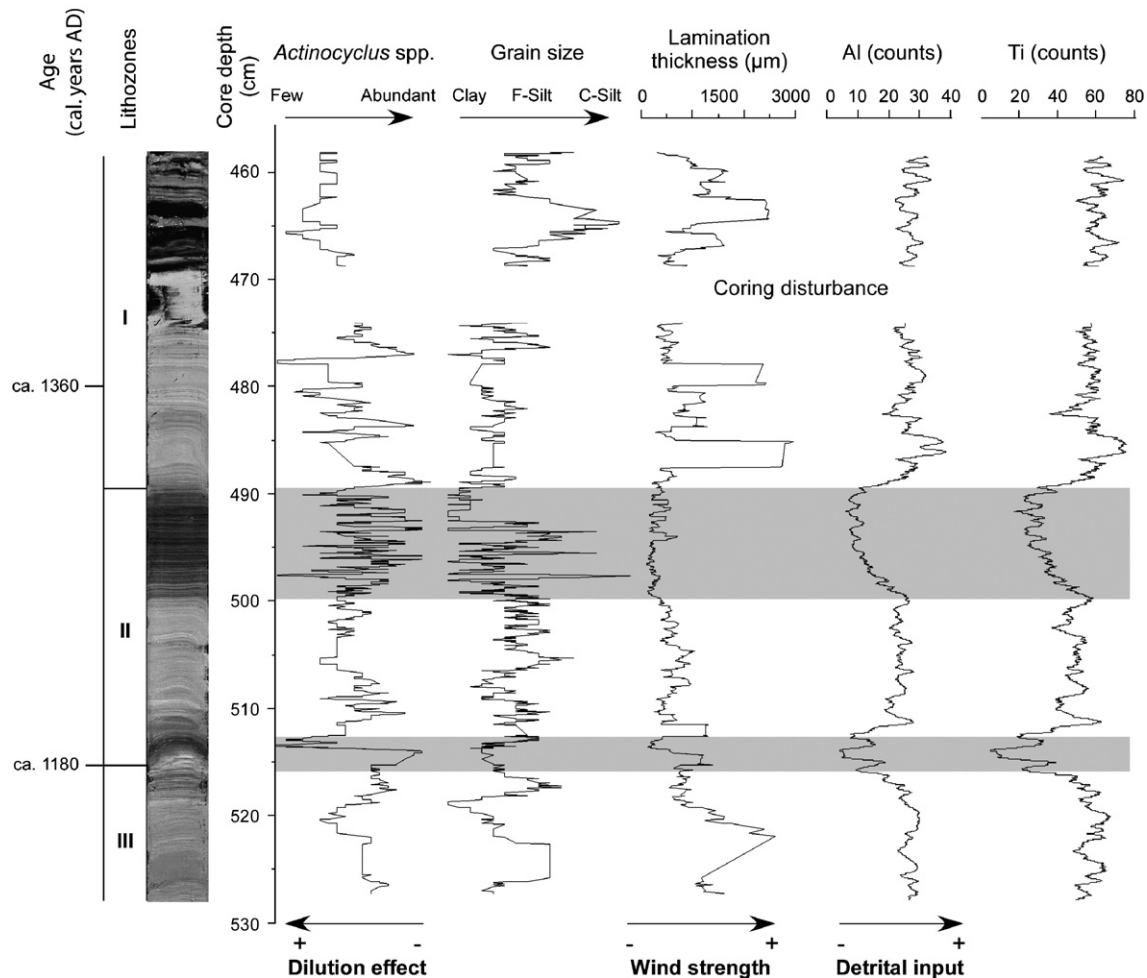 Age
(cal. years AD)
Lithozones
Core depth
(cm)
Actinocyclus spp.
Few Abundant
Grain size
Clay F-Silt C-Silt
Lamination
thickness (µm)
0 1500 3000
Al (counts)
0 10 20 30 40
Ti (counts)
0 20 40 60 80
460
470
Coring disturbance
I
ca. 1360
480
490
500
II
510
ca. 1180
520
III
530
+ -
Dilution effect
- +
Wind strength
- +
Detrital input